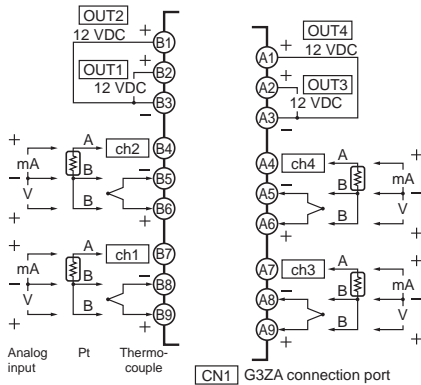 OUT2
12 VDC
+
B1
OUT1
+
B2
12 VDC
B3
−
A
ch2
B4
+
mA
−
B
−
B5
V
+
B
+
B6
A
ch1
B7
+
mA
−
B
−
B8
V
+
B
+
B9
Analog input
Pt
Thermo-couple
OUT4
+
A1
12 VDC
+
A2
OUT3
12 VDC
A3
−
A4
ch4
A
+
mA
A5
−
B
−
V
A6
+
B
+
A7
ch3
A
+
mA
A8
−
B
−
V
A9
+
B
+
CN1 G3ZA connection port